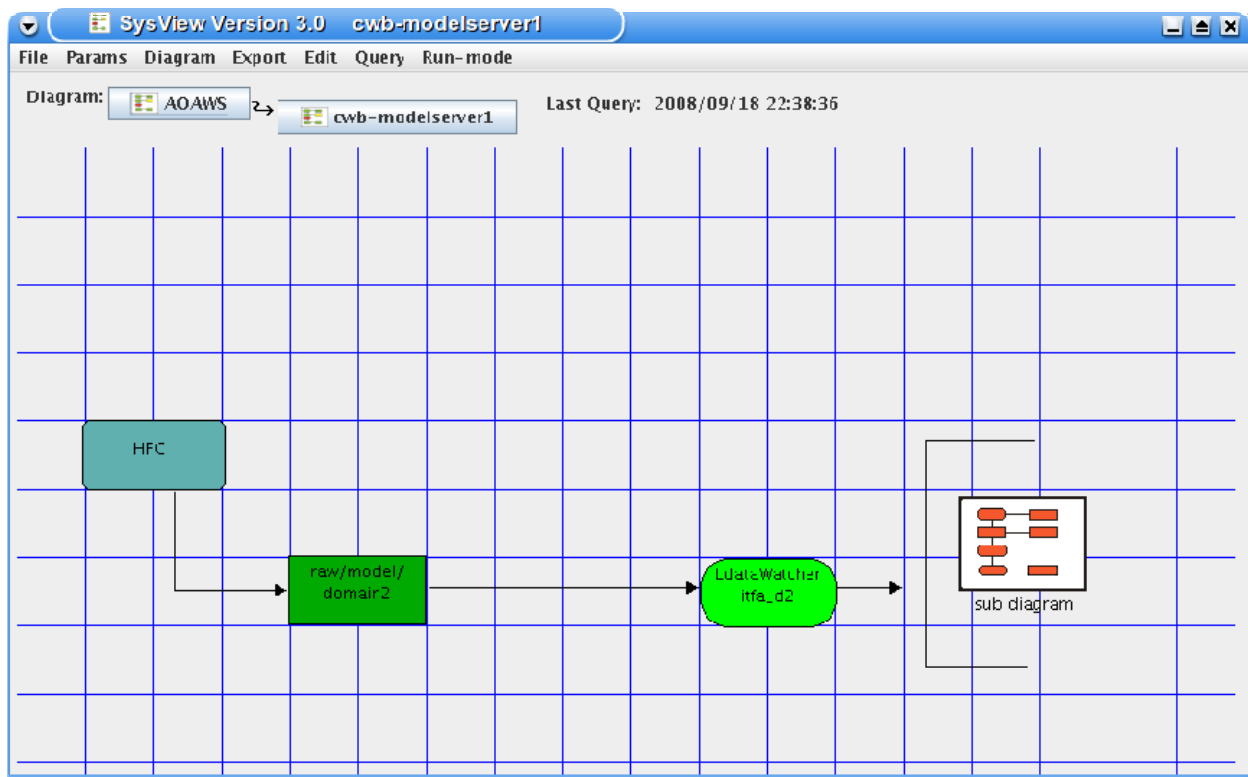 SysView Version 3.0 cwb-modelserver1
File Params Diagram Export Edit Query Run-mode
Diagram: AOAWS cwb-modelserver1 Last Query: 2008/09/18 22:38:36
HFC
raw/model/
domair2
LdataWatcher
itfa_d2
sub diagram